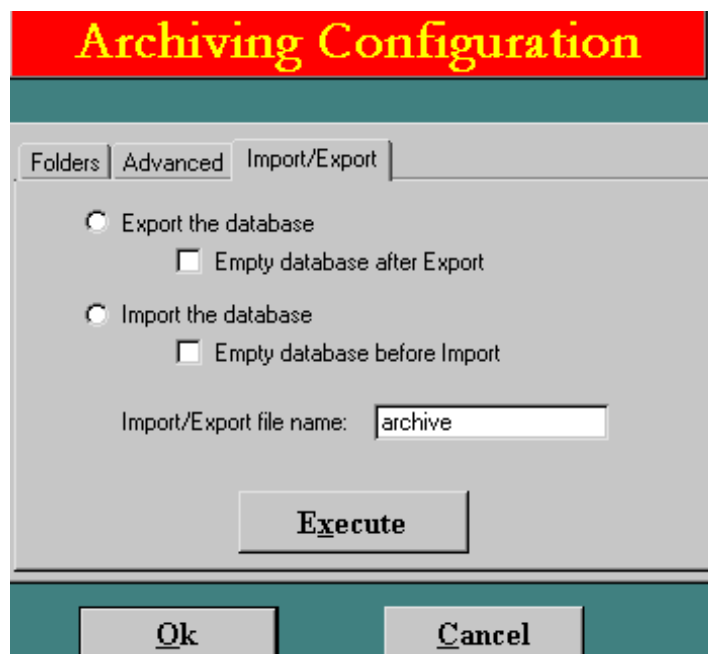 Archiving Configuration
Folders Advanced Import/Export
Export the database
Empty database after Export
Import the database
Empty database before Import
Import/Export file name: archive
Execute
Ok Cancel